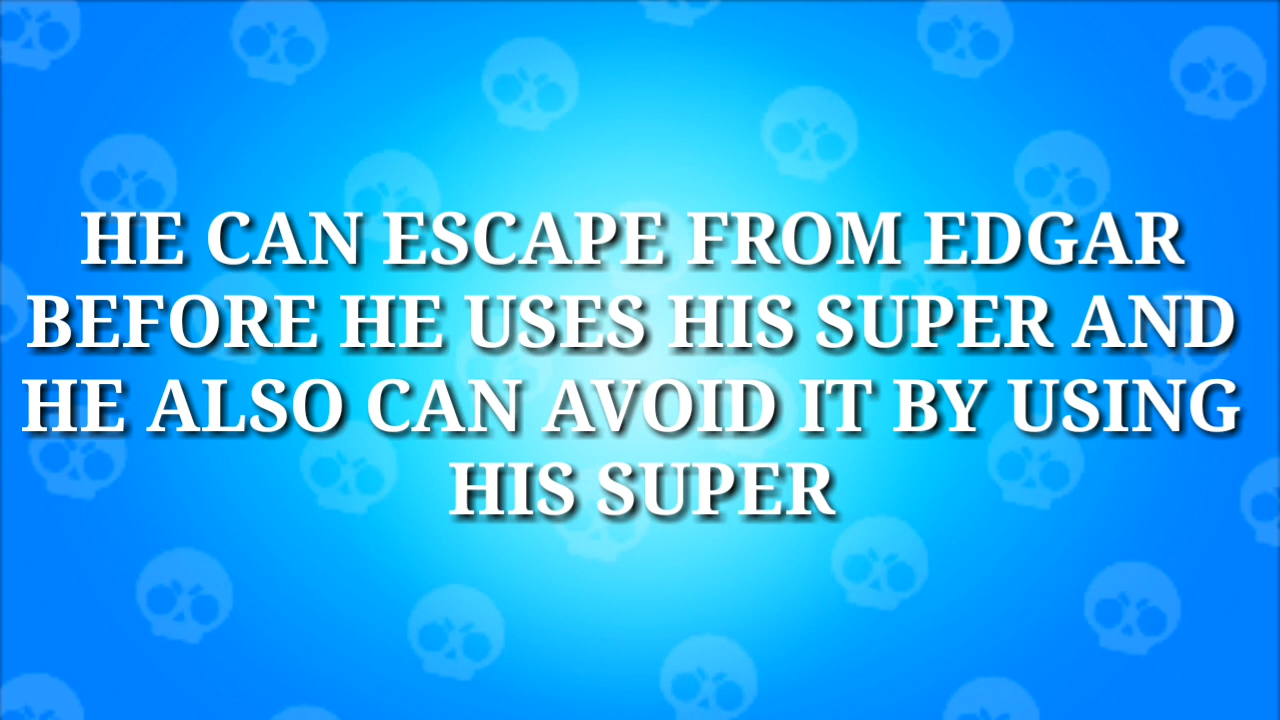 HE CAN ESCAPE FROM EDGAR
BEFORE HE USES HIS SUPER AND
HE ALSO CAN AVOID IT BY USING
HIS SUPER